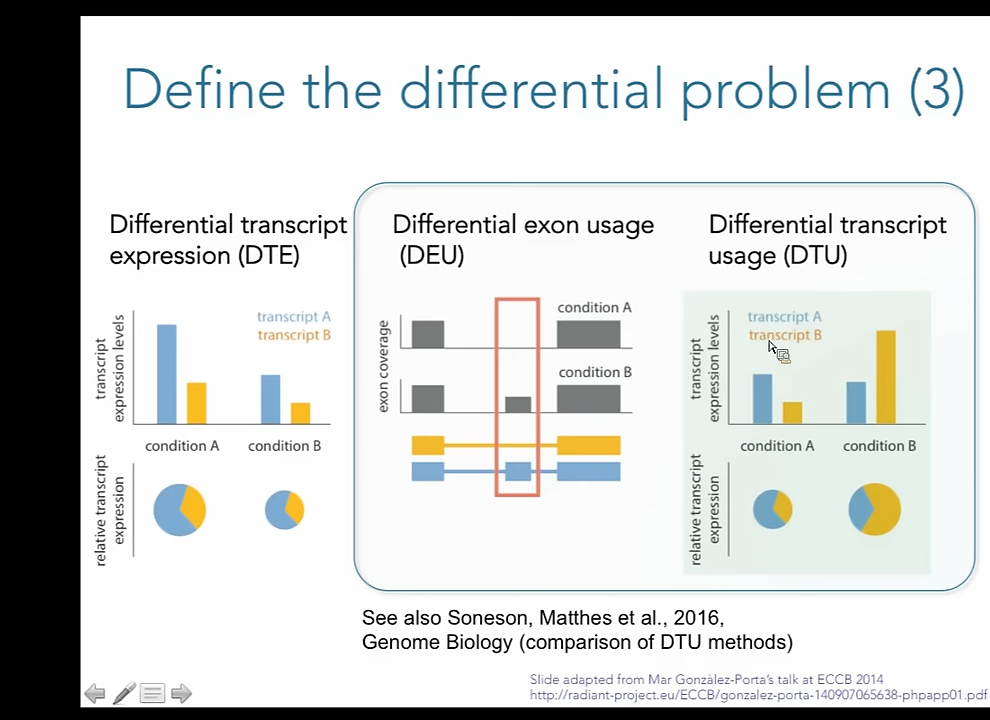 Define the differential problem (3)
Differential transcript
expression (DTE)
transcript
expression levels
transcript A
transcript B
condition A
condition B
relative transcript
expression
Differential exon usage
(DEU)
exon coverage
condition A
condition B
Differential transcript
usage (DTU)
transcript
expression levels
transcript A
transcript B
condition A
condition B
relative transcript
expression
See also Soneson, Matthes et al., 2016,
Genome Biology (comparison of DTU methods)
Slide adapted from Mar Gonzàlez-Porta's talk at ECCB 2014
http://radiant-project.eu/ECCB/gonzalez-porta-140907065638-phpapp01.pdf